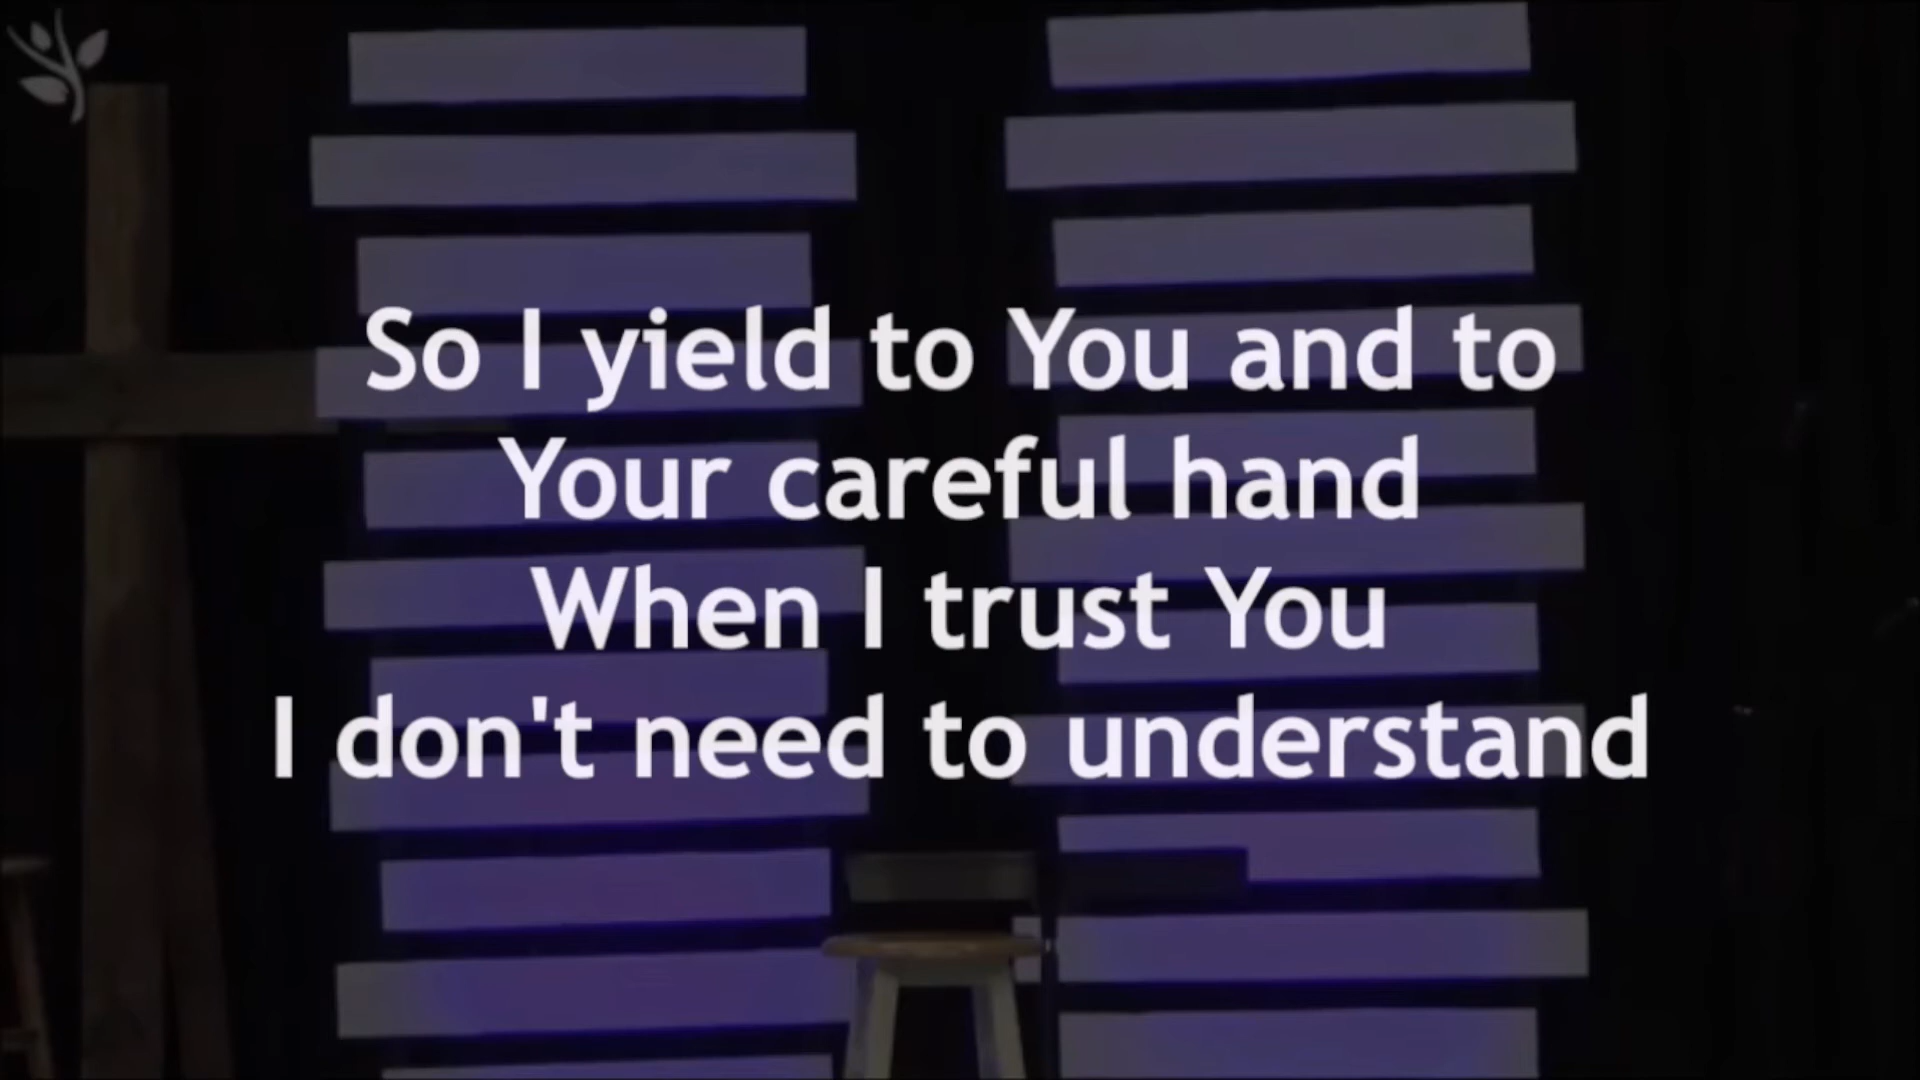 So I yield to You and to
Your careful hand
When I trust You
I don't need to understand